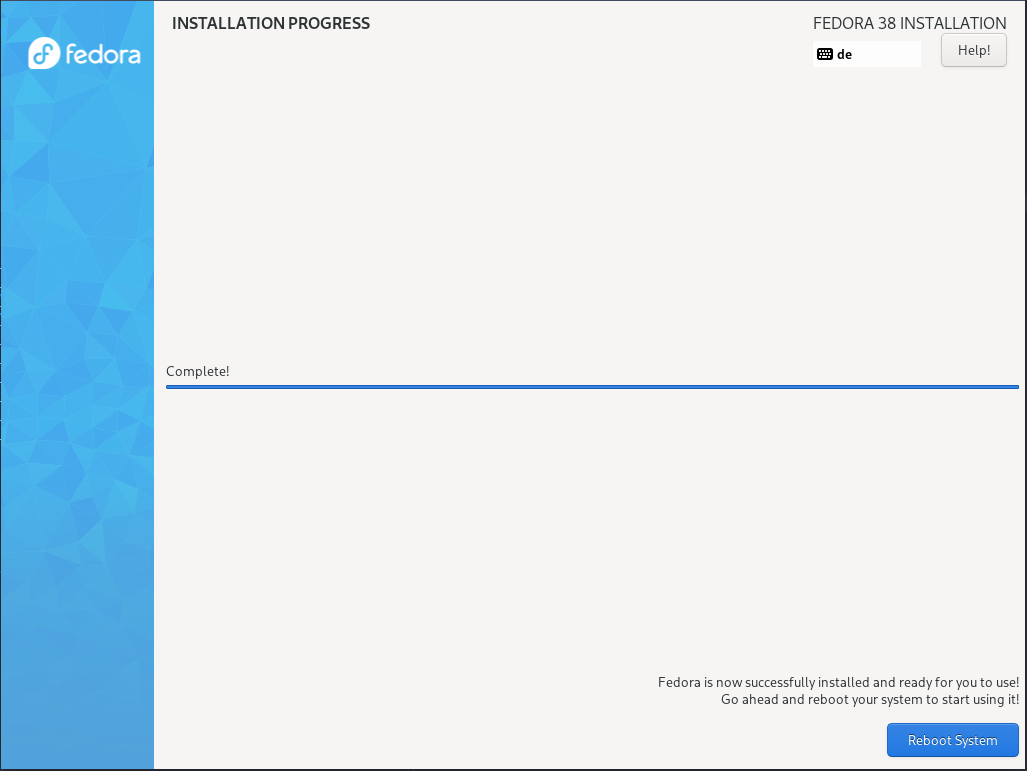 fedora
INSTALLATION PROGRESS
FEDORA 38 INSTALLATION
de
Help!
Complete!
Fedora is now successfully installed and ready for you to use!
Go ahead and reboot your system to start using it!
Reboot System